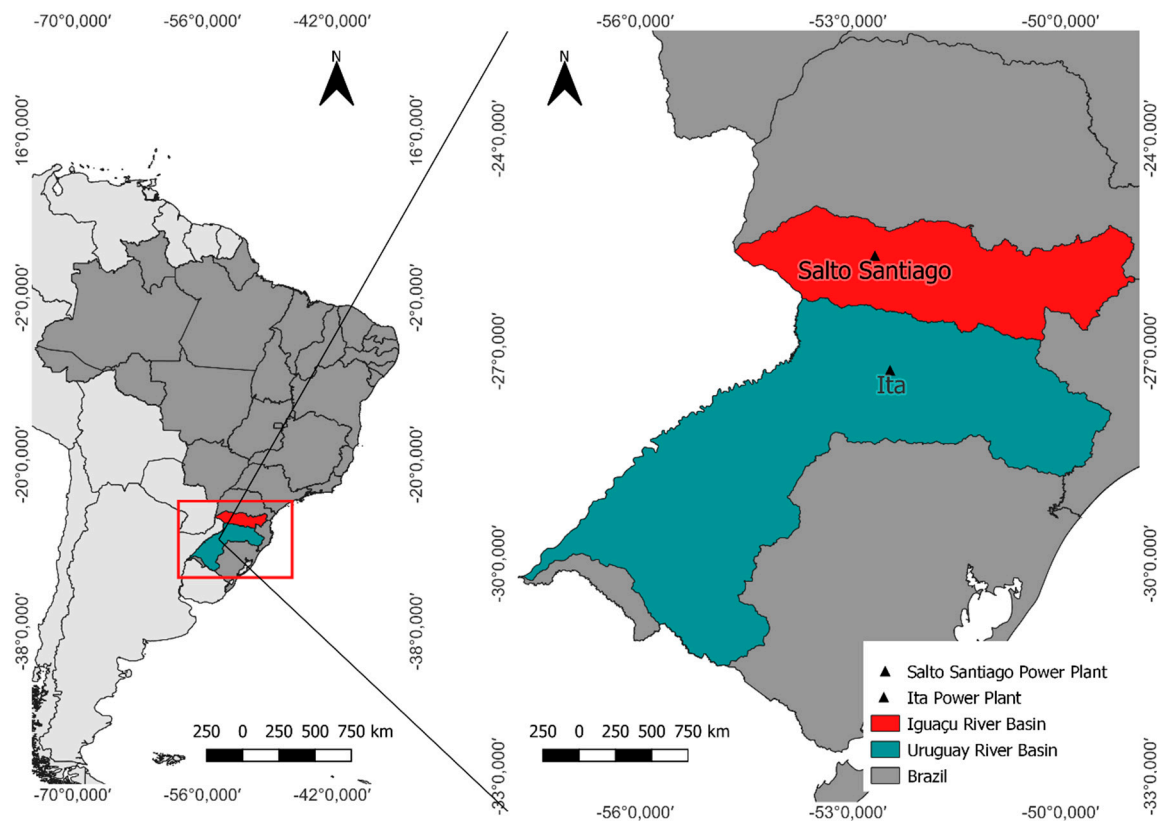 -70°0,000′ -56°0,000′ -42°0,000′
-56°0,000′ -53°0,000′ -50°0,000′
N
N
16°0,000′
16°0,000′
-24°0,000′
-24°0,000′
Salto Santiago
-2°0,000′
-2°0,000′
-27°0,000′
-27°0,000′
Ita
-20°0,000′
-20°0,000′
-30°0,000′
-30°0,000′
-38°0,000′
-38°0,000′
Salto Santiago Power Plant
Ita Power Plant
Iguaçu River Basin
Uruguay River Basin
Brazil
250 0 250 500 750 km
250 0 250 500 750 km
-33°0,000′
-33°0,000′
-70°0,000′ -56°0,000′ -42°0,000′
-56°0,000′ -53°0,000′ -50°0,000′